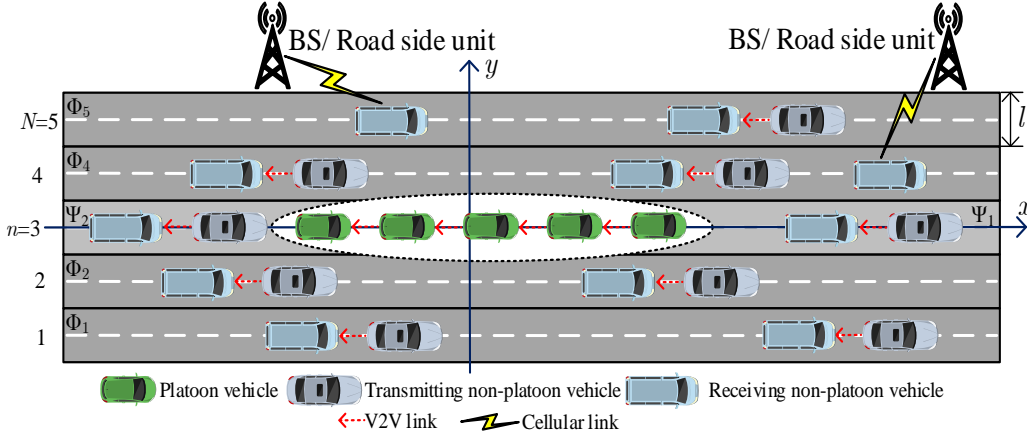 BS/ Road side unit
BS/ Road side unit
y
N=5
Φ₅
l
4
Φ₄
n=3
Ψ₂
Ψ₁
x
2
Φ₂
1
Φ₁
Platoon vehicle
Transmitting non-platoon vehicle
Receiving non-platoon vehicle
V2V link
Cellular link